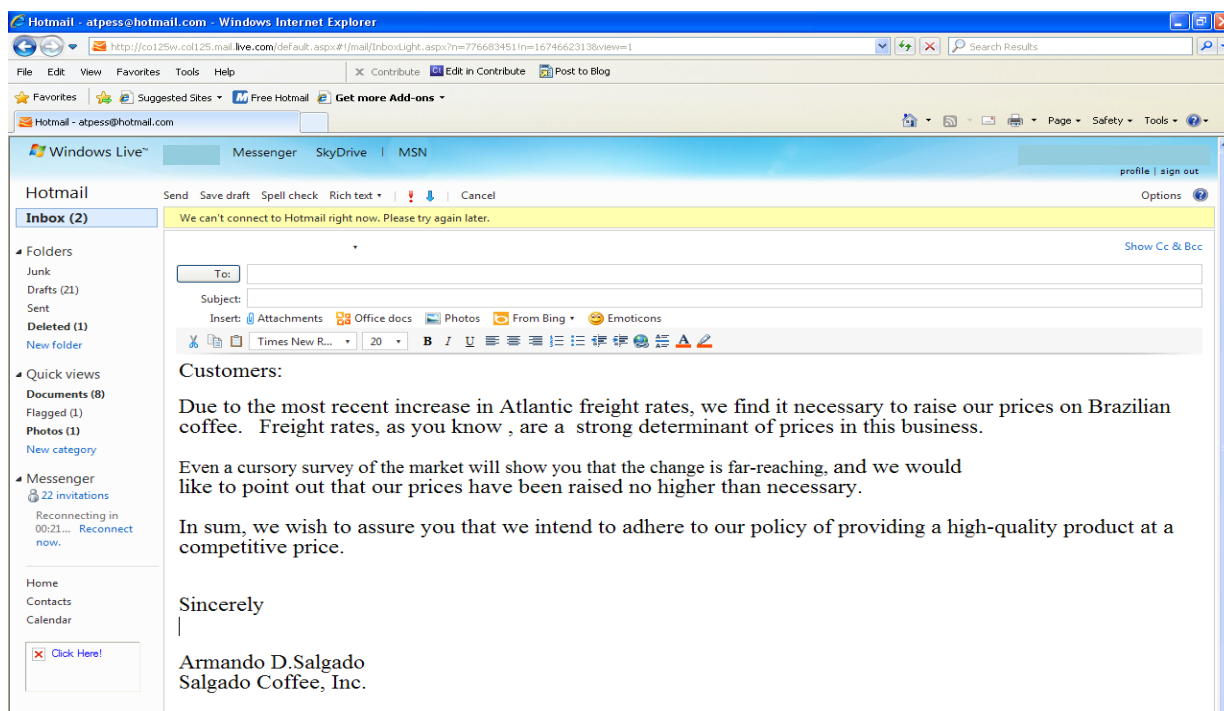 Hotmail - atpess@hotmail.com - Windows Internet Explorer
http://co125w.col125.mail.live.com/default.aspx#!/mail/InboxLight.aspx?n=776683451!n=1674662313&view=1
Search Results
File Edit View Favorites Tools Help X Contribute Edit in Contribute Post to Blog
Favorites Suggested Sites Free Hotmail Get more Add-ons
Hotmail - atpess@hotmail.com Page Safety Tools
Windows Live™ Messenger SkyDrive | MSN
profile | sign out
Hotmail Send Save draft Spell check Rich text Cancel Options
Inbox (2) We can't connect to Hotmail right now. Please try again later.
Folders Show Cc & Bcc
Junk To:
Drafts (21)
Sent Subject:
Deleted (1) Insert: Attachments Office docs Photos From Bing Emoticons
New folder Times New R... 20 B I U A
Quick views
Documents (8)
Flagged (1)
Photos (1)
New category
Messenger
22 invitations
Reconnecting in
00:21... Reconnect
now.
Home
Contacts
Calendar
Click Here!
Customers:
Due to the most recent increase in Atlantic freight rates, we find it necessary to raise our prices on Brazilian
coffee. Freight rates, as you know , are a strong determinant of prices in this business.
Even a cursory survey of the market will show you that the change is far-reaching, and we would
like to point out that our prices have been raised no higher than necessary.
In sum, we wish to assure you that we intend to adhere to our policy of providing a high-quality product at a
competitive price.
Sincerely
Armando D.Salgado
Salgado Coffee, Inc.